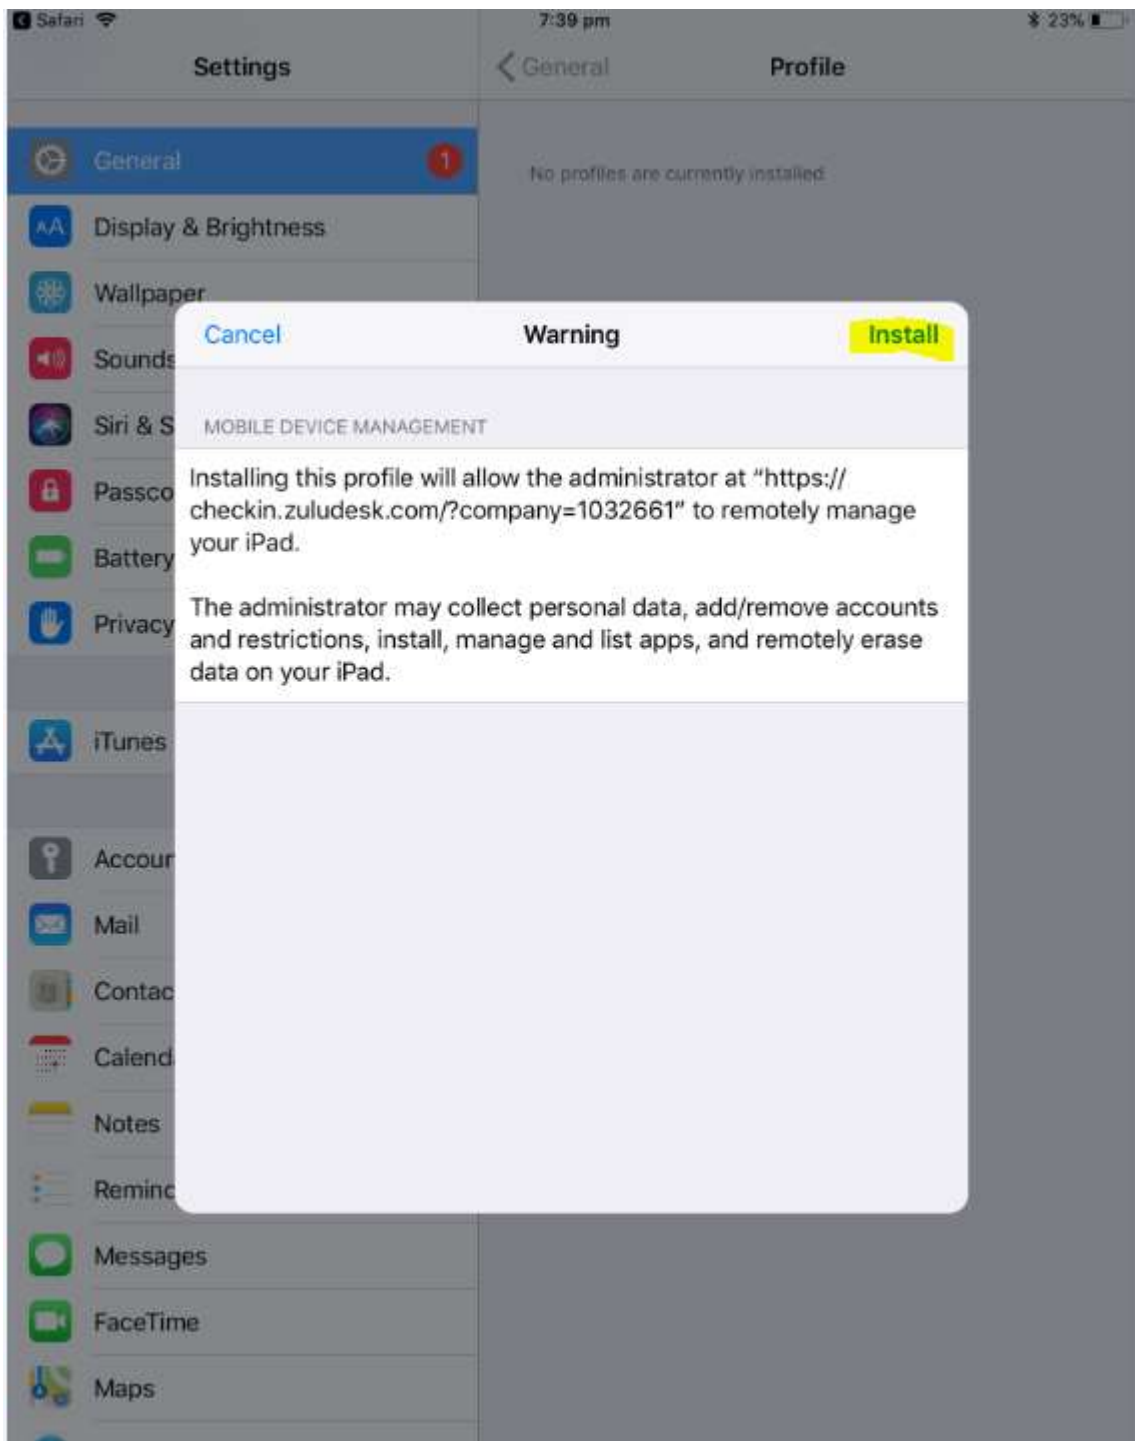 Safari
7:39 pm
23%
Settings
General
Profile
General
1
No profiles are currently installed
Display & Brightness
Wallpaper
Cancel
Warning
Install
Sounds
Siri & S
MOBILE DEVICE MANAGEMENT
Passco
Installing this profile will allow the administrator at “https://
checkin.zuludesk.com/?company=1032661” to remotely manage
your iPad.
Battery
Privacy
The administrator may collect personal data, add/remove accounts
and restrictions, install, manage and list apps, and remotely erase
data on your iPad.
iTunes
Accour
Mail
Contac
Calend
Notes
Reminc
Messages
FaceTime
Maps